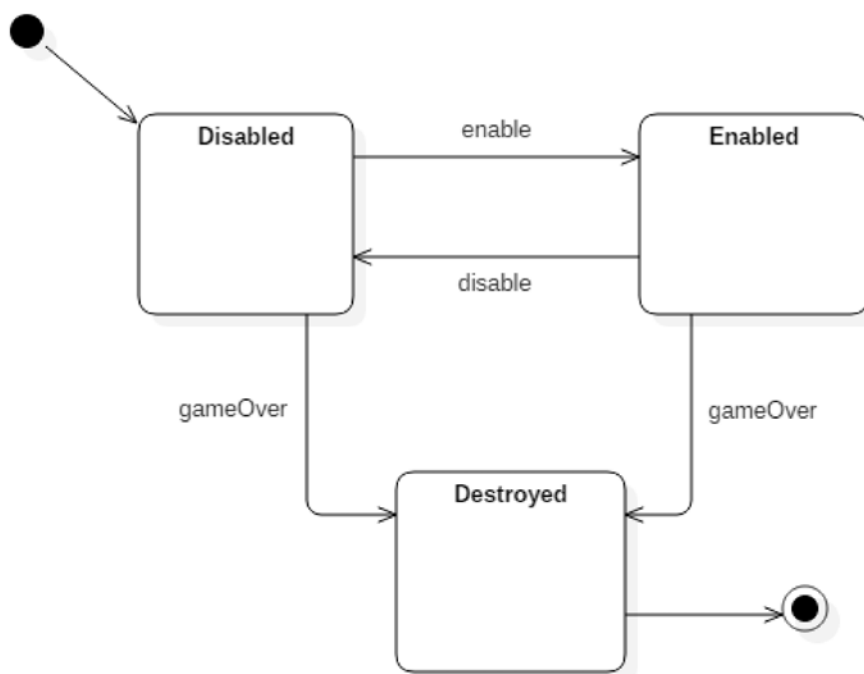 Disabled
enable
Enabled
disable
gameOver
gameOver
Destroyed